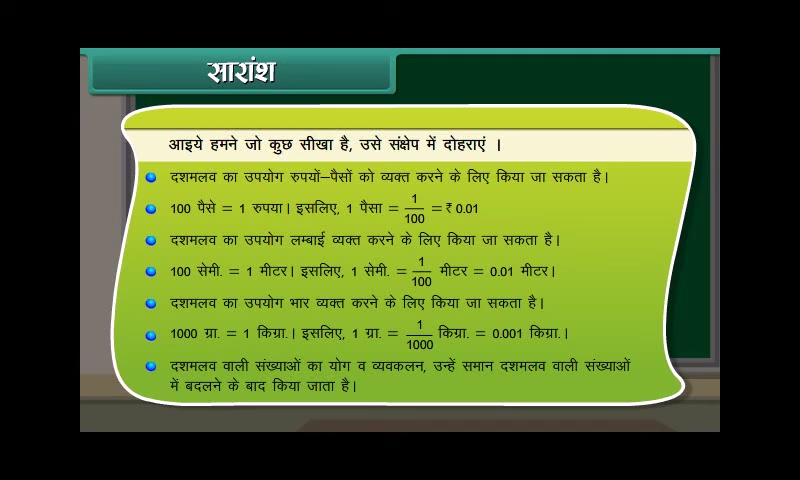 सारांश
आइये हमने जो कुछ सीखा है, उसे संक्षेप में दोहराएं ।
दशमलव का उपयोग रुपयों–पैसों को व्यक्त करने के लिए किया जा सकता है।
100 पैसे = 1 रुपया। इसलिए, 1 पैसा = 1/100 = ₹ 0.01
दशमलव का उपयोग लम्बाई व्यक्त करने के लिए किया जा सकता है।
100 सेमी. = 1 मीटर। इसलिए, 1 सेमी. = 1/100 मीटर = 0.01 मीटर।
दशमलव का उपयोग भार व्यक्त करने के लिए किया जा सकता है।
1000 ग्रा. = 1 किग्रा.। इसलिए, 1 ग्रा. = 1/1000 किग्रा. = 0.001 किग्रा.।
दशमलव वाली संख्याओं का योग व व्यवकलन, उन्हें समान दशमलव वाली संख्याओं
में बदलने के बाद किया जाता है।